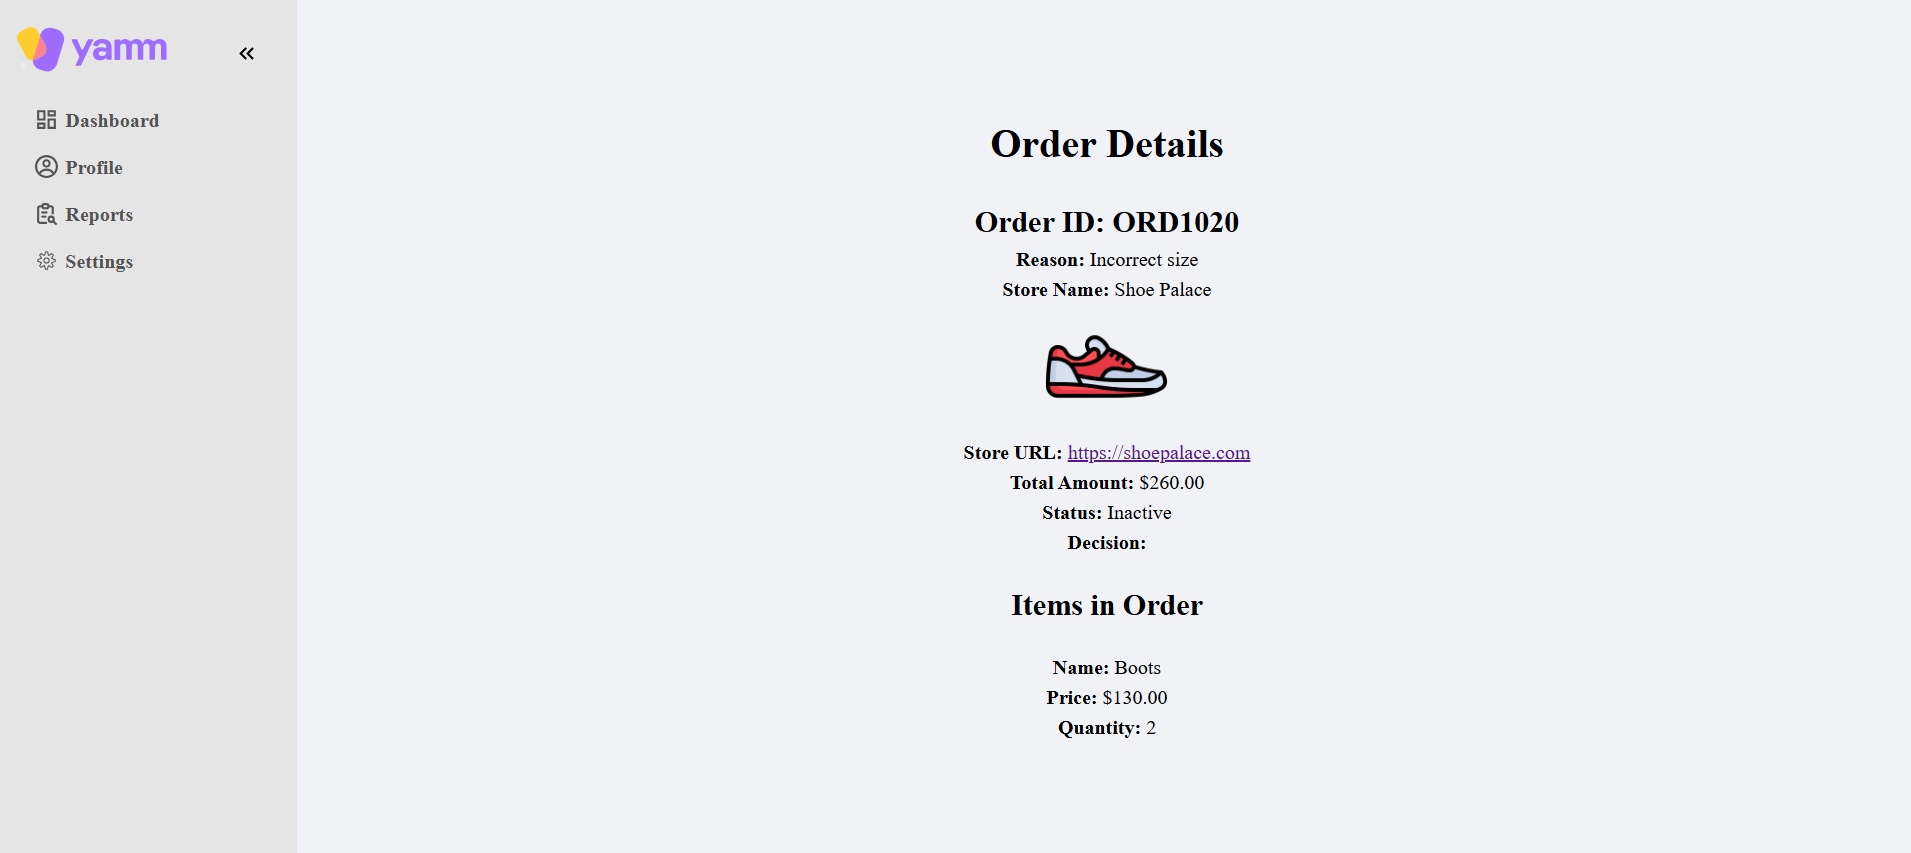 yamm
Dashboard
Profile
Reports
Settings
Order Details
Order ID: ORD1020
Reason: Incorrect size
Store Name: Shoe Palace
Store URL: https://shoepalace.com
Total Amount: $260.00
Status: Inactive
Decision:
Items in Order
Name: Boots
Price: $130.00
Quantity: 2